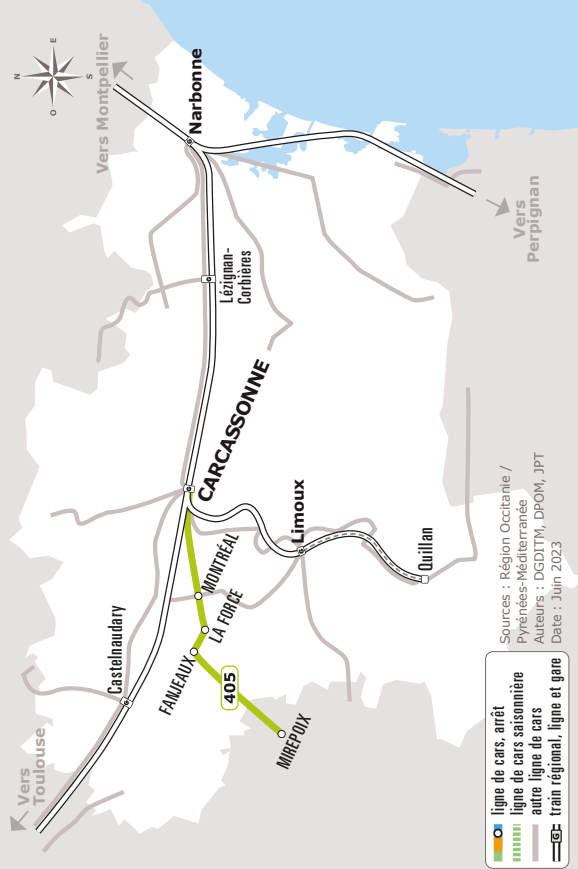 N
E
S
O
Vers Montpellier
Narbonne
Vers
Perpignan
Lézignan-
Corbières
CARCASSONNE
Limoux
Quillan
MONTRÉAL
LA FORCE
FANJEAUX
405
MIREPOIX
Castelnaudary
Vers
Toulouse
ligne de cars, arrêt
ligne de cars saisonnière
autre ligne de cars
G
train régional, ligne et gare
Sources : Région Occitanie /
Pyrénées-Méditerranée
Auteurs : DGDITM, DPOM, JPT
Date : Juin 2023